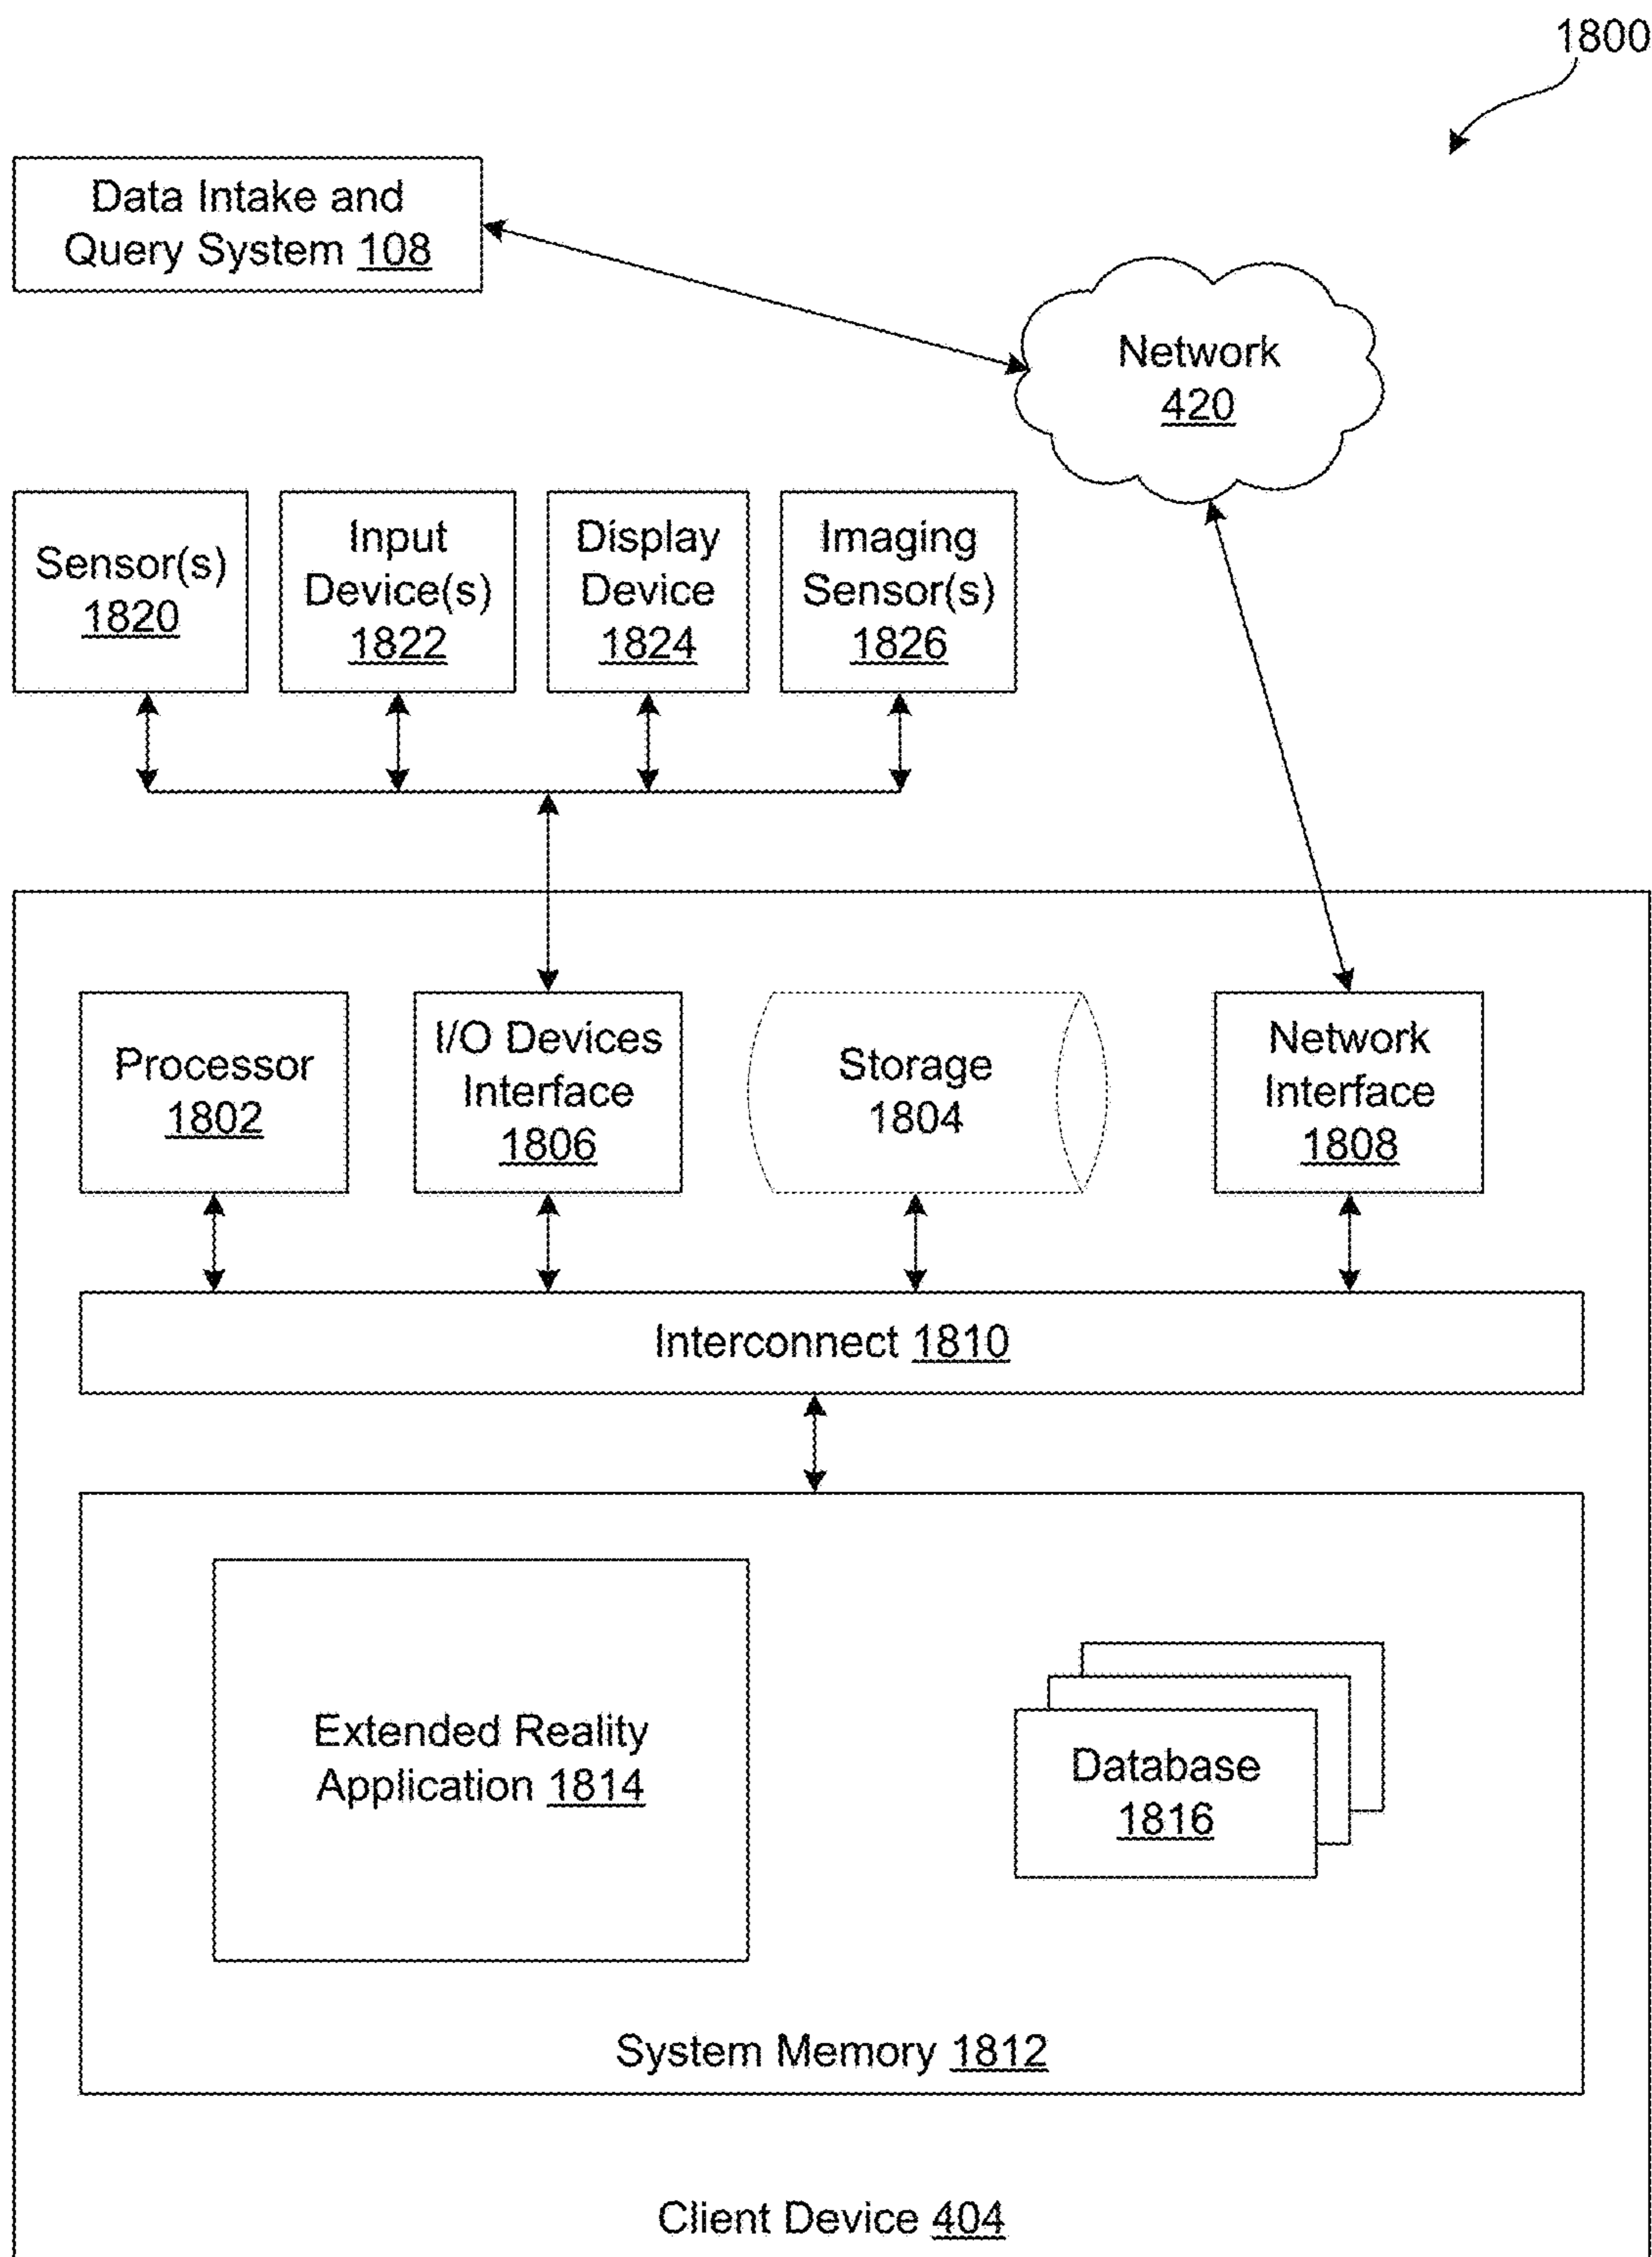 1800
Data Intake and
Query System 108
Network
420
Sensor(s)
1820
Input
Device(s)
1822
Display
Device
1824
Imaging
Sensor(s)
1826
Processor
1802
I/O Devices
Interface
1806
Storage
1804
Network
Interface
1808
Interconnect 1810
Extended Reality
Application 1814
Database
1816
System Memory 1812
Client Device 404